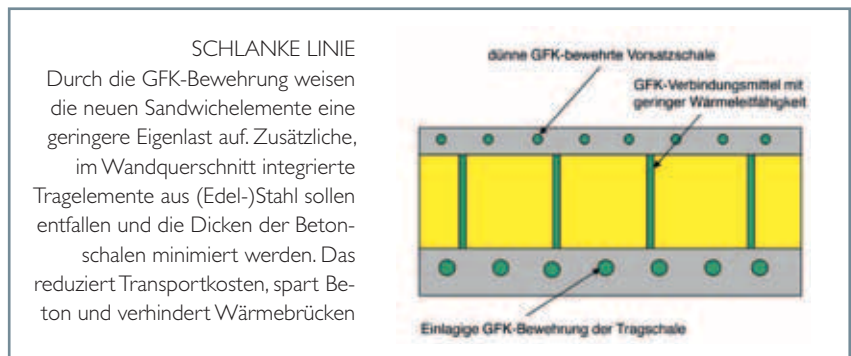 SCHLANKE LINIE
Durch die GFK-Bewehrung weisen
die neuen Sandwichelemente eine
geringere Eigenlast auf. Zusätzliche,
im Wandquerschnitt integrierte
Tragelemente aus (Edel-)Stahl sollen
entfallen und die Dicken der Beton-
schalen minimiert werden. Das
reduziert Transportkosten, spart Be-
ton und verhindert Wärmebrücken
dünne GFK-bewehrte Vorsatzschale
GFK-Verbindungsmittel mit
geringer Wärmeleitfähigkeit
Einlagige GFK-Bewehrung der Tragschale